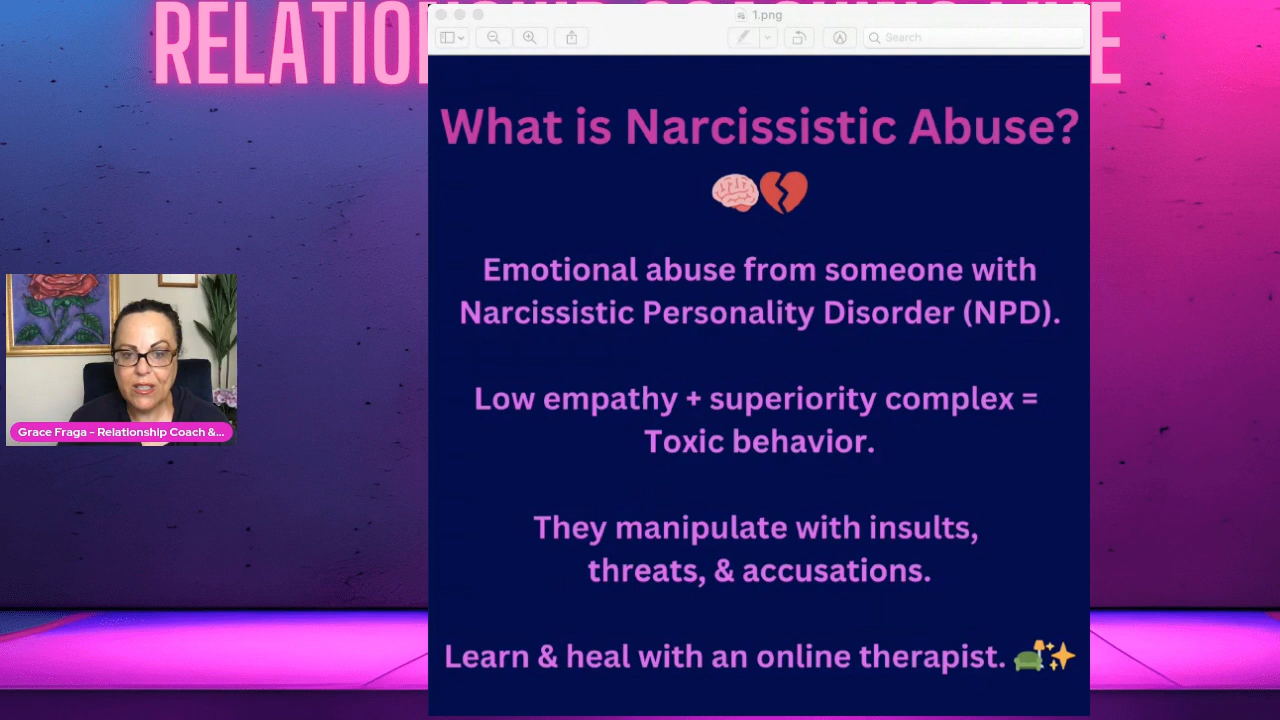 1.png
Search
What is Narcissistic Abuse?
Emotional abuse from someone with
Narcissistic Personality Disorder (NPD).
Low empathy + superiority complex =
Toxic behavior.
They manipulate with insults,
threats, & accusations.
Learn & heal with an online therapist.
Grace Fraga - Relationship Coach &...